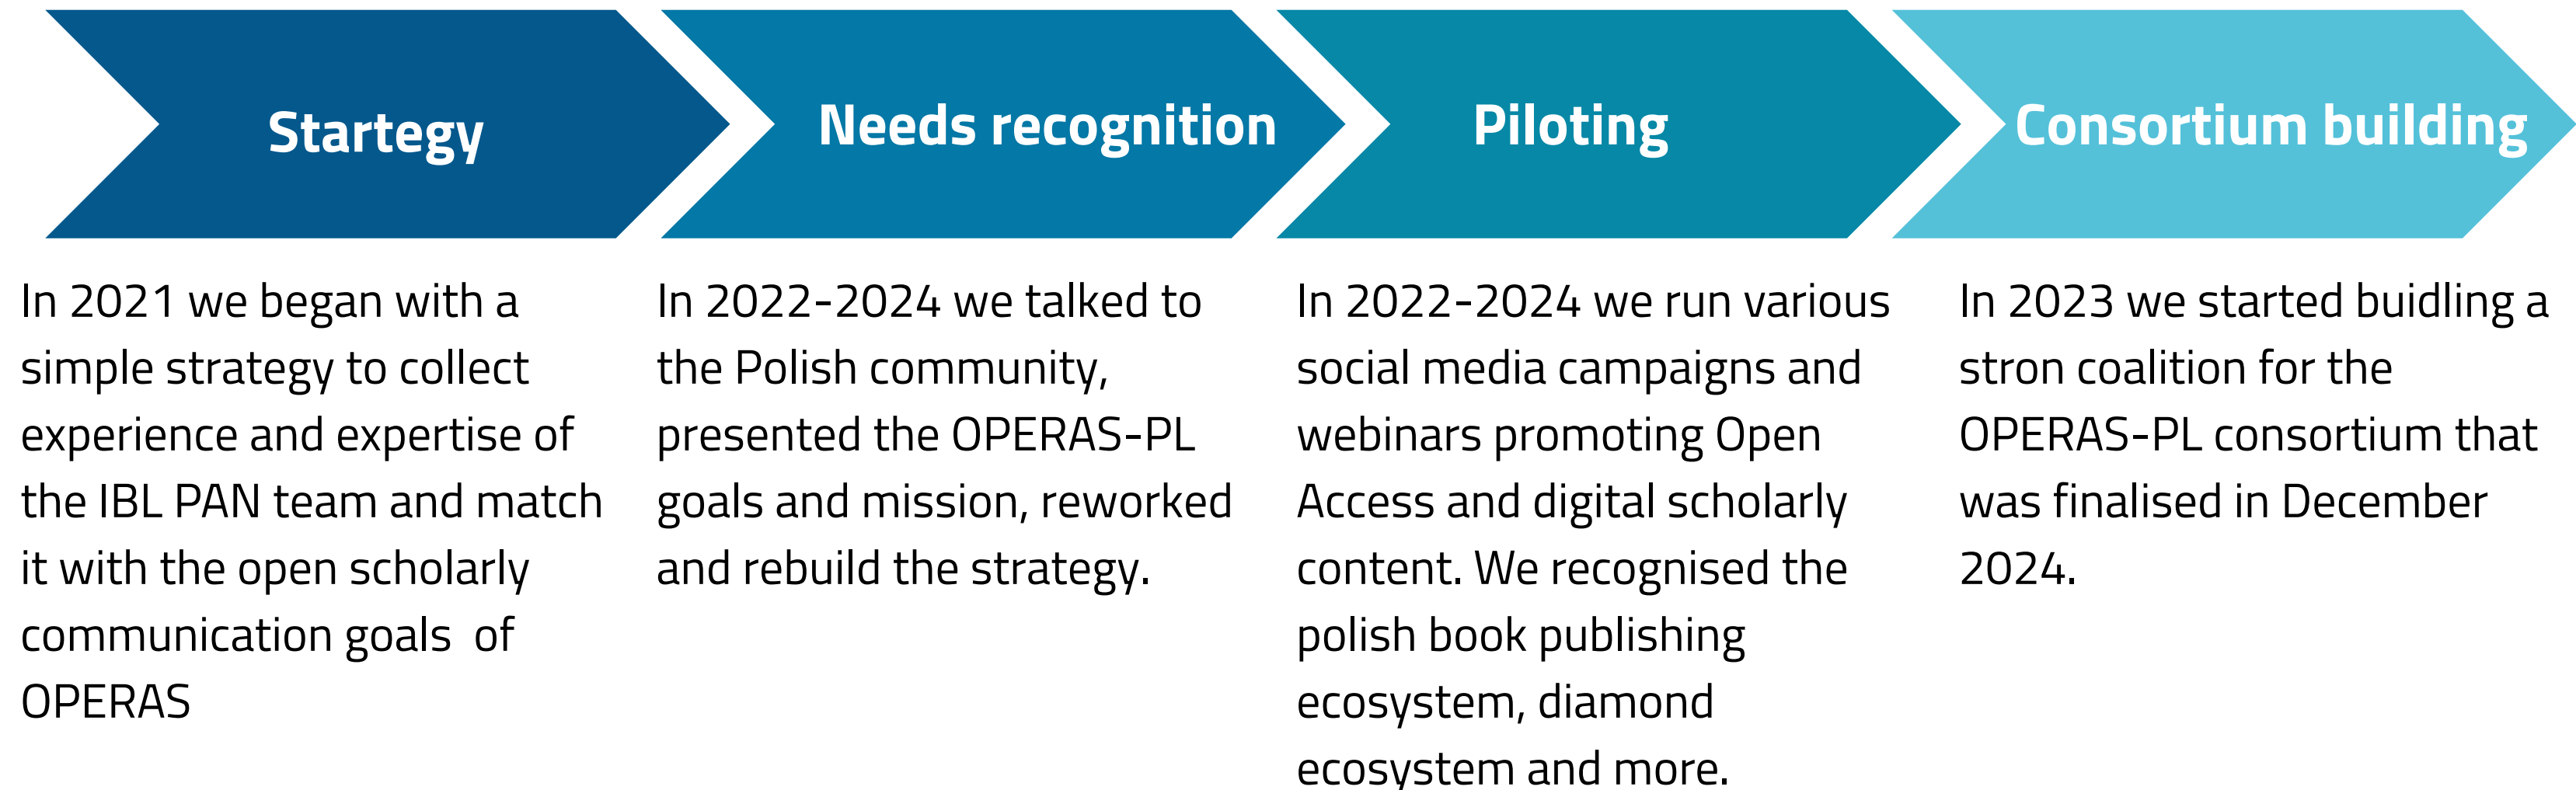 Startegy
Needs recognition
Piloting
Consortium building
In 2021 we began with a
simple strategy to collect
experience and expertise of
the IBL PAN team and match
it with the open scholarly
communication goals  of
OPERAS
In 2022-2024 we talked to
the Polish community,
presented the OPERAS-PL
goals and mission, reworked
and rebuild the strategy.
In 2022-2024 we run various
social media campaigns and
webinars promoting Open
Access and digital scholarly
content. We recognised the
polish book publishing
ecosystem, diamond
ecosystem and more.
In 2023 we started buidling a
stron coalition for the
OPERAS-PL consortium that
was finalised in December
2024.